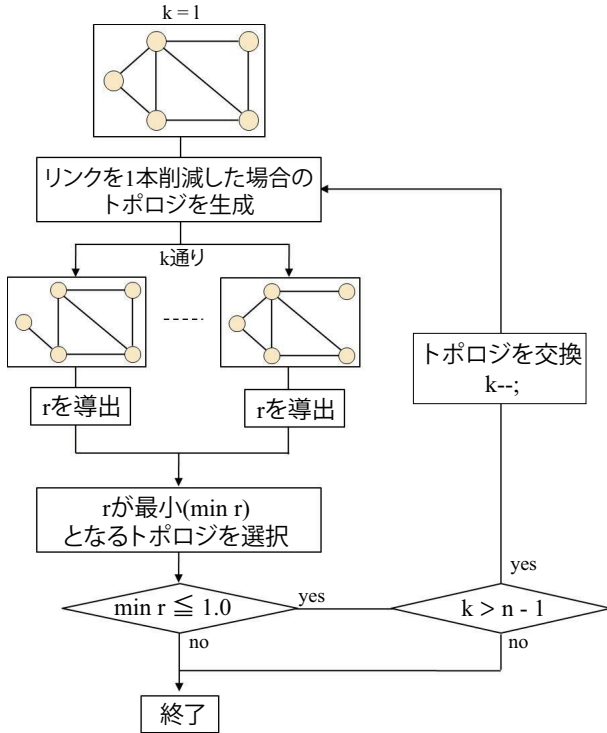 k = l
リンクを1本削減した場合の
トポロジを生成
k通り
rを導出
rを導出
トポロジを交換
k--;
rが最小(min r)
となるトポロジを選択
min r ≦ 1.0
yes
no
k > n - 1
yes
no
終了